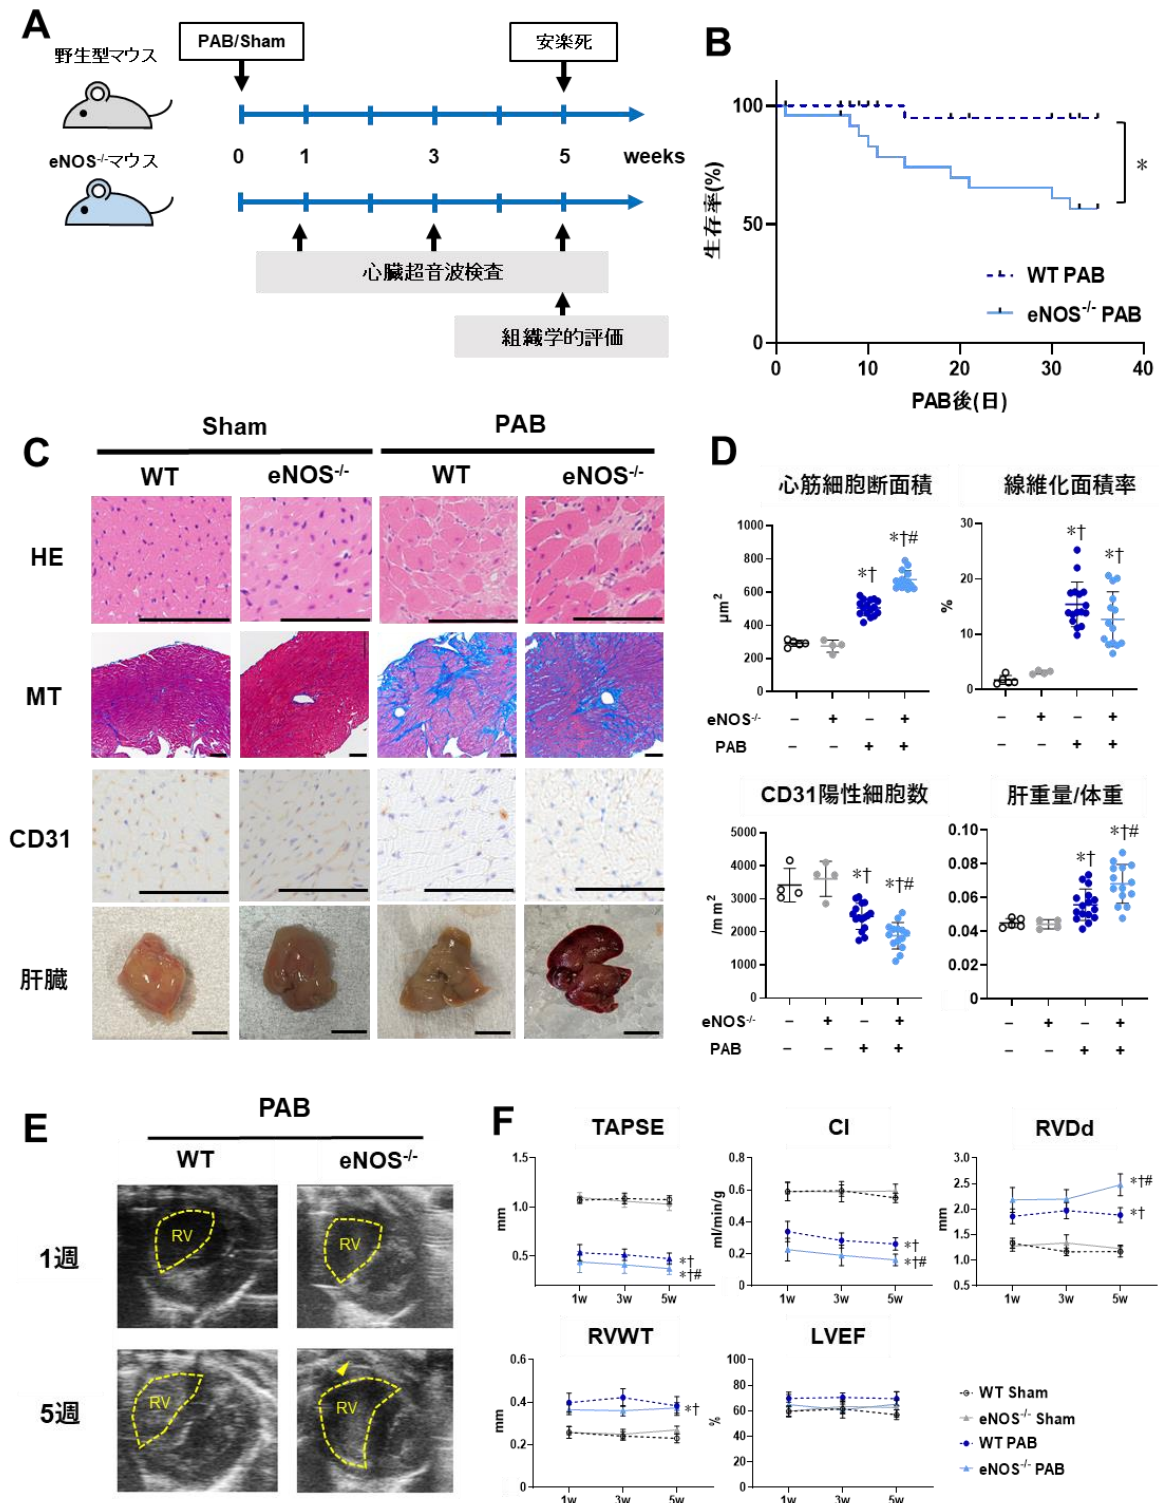 A
野生型マウス
PAB/Sham
安楽死
0 1 3 5 weeks
eNOS-/-マウス
心臓超音波検査
組織学的評価
B
生存率(%)
100
50
0
0 10 20 30 40
PAB後(日)
*
WT PAB
eNOS-/- PAB
C
Sham PAB
WT eNOS-/- WT eNOS-/-
HE
MT
CD31
肝臓
D
心筋細胞断面積
μm2
1000
800
600
400
200
0
*†
*†#
eNOS-/- − + − +
PAB − − + +
線維化面積率
%
30
20
10
0
*†
*†
− + − +
− − + +
CD31陽性細胞数
/mm2
5000
4000
3000
2000
1000
0
*†
*†#
eNOS-/- − + − +
PAB − − + +
肝重量/体重
0.10
0.08
0.06
0.04
0.02
0
*†
*†#
− + − +
− − + +
E
PAB
WT eNOS-/-
1週
RV RV
5週
RV RV
F
TAPSE
mm
1.5
1.0
0.5
*†
*†#
1w 3w 5w
CI
ml/min/g
0.8
0.6
0.4
0.2
0
*†
*†#
1w 3w 5w
RVDd
mm
3.0
2.5
2.0
1.5
1.0
0.5
*†#
*†
1w 3w 5w
RVWT
mm
0.6
0.4
0.2
0
*†
1w 3w 5w
LVEF
%
100
80
60
40
20
0
1w 3w 5w
WT Sham
eNOS-/- Sham
WT PAB
eNOS-/- PAB